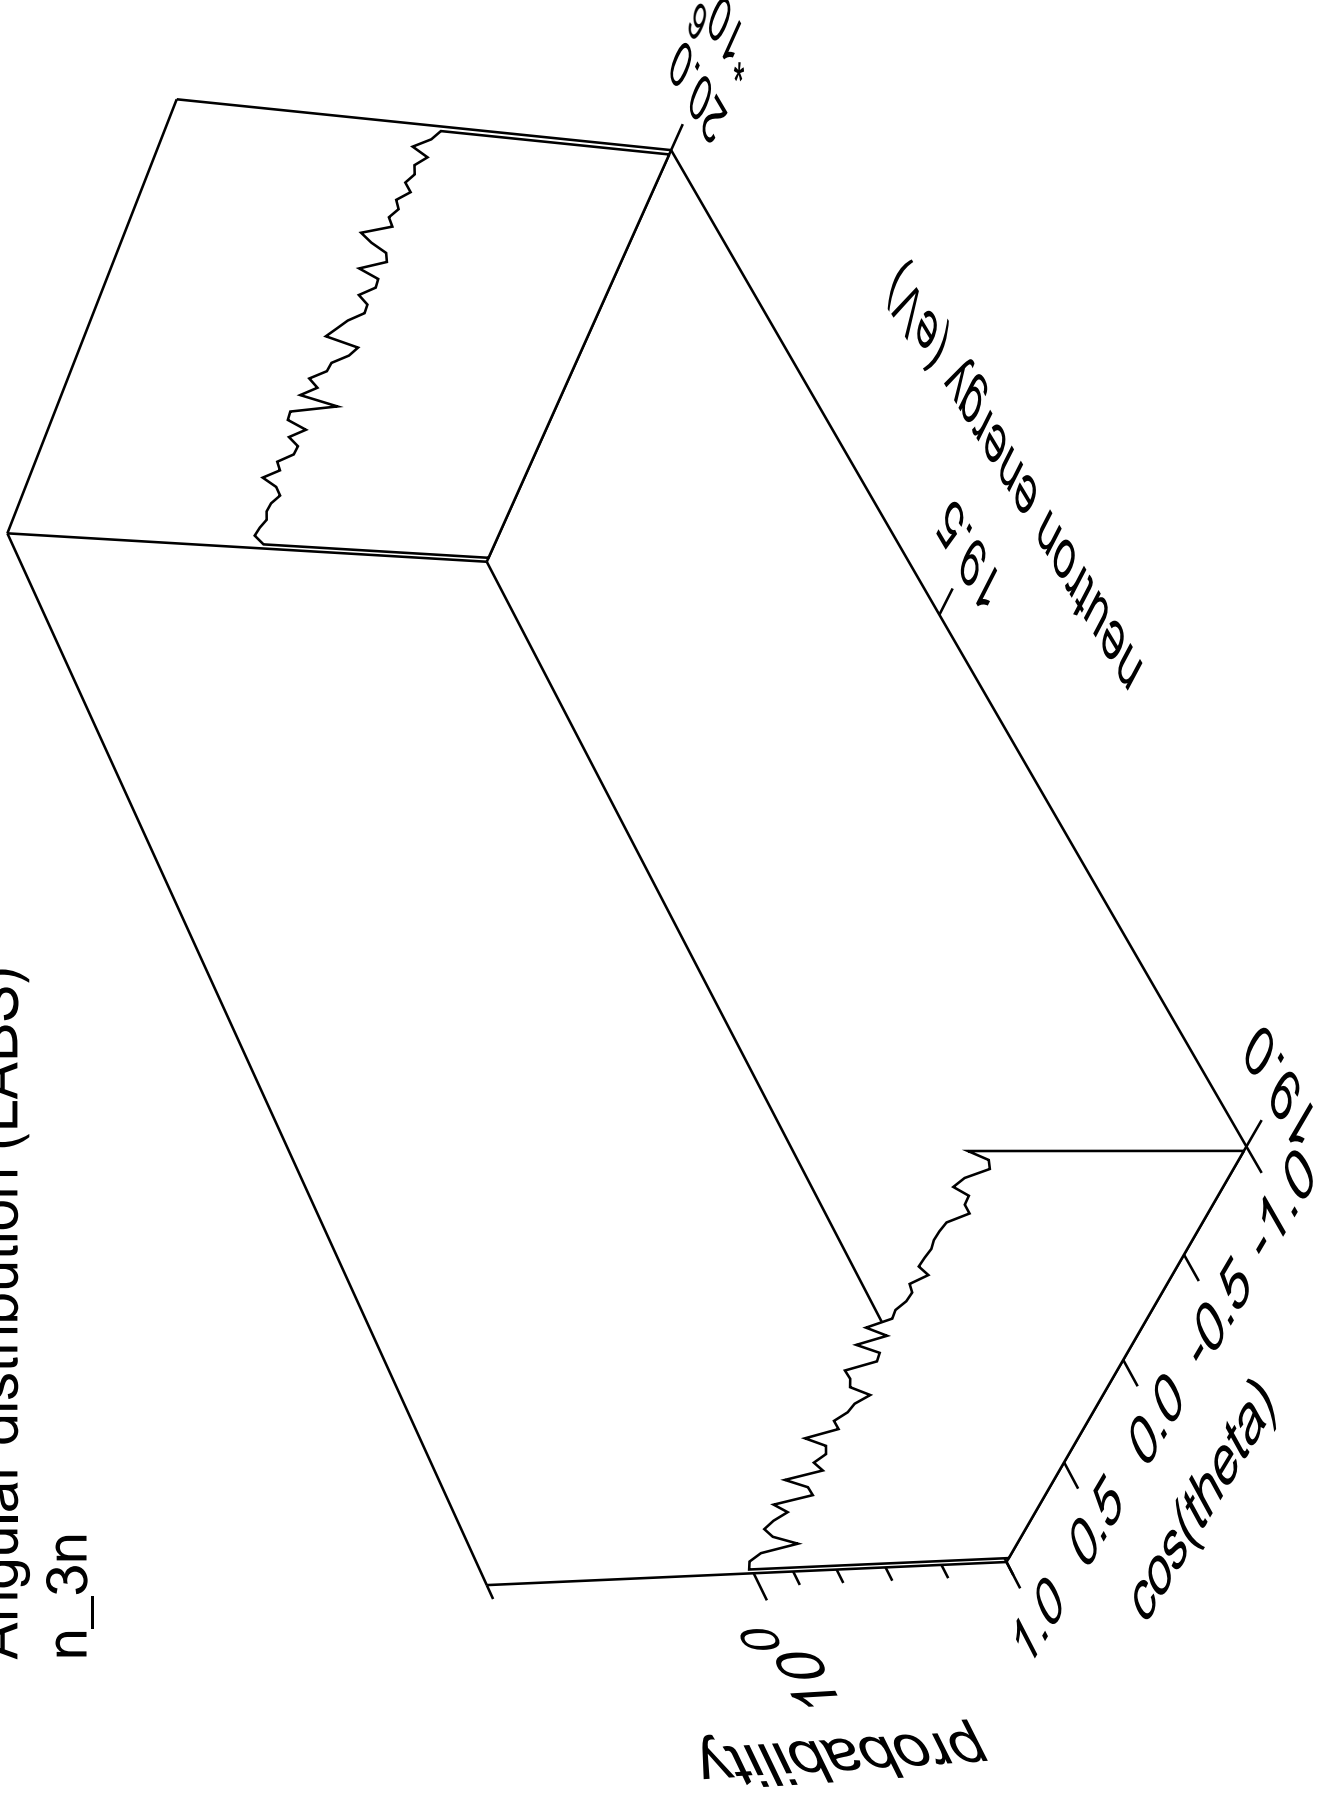 Angular distribution (LABS)
n_3n
probability
10^0
1.0
0.5
0.0
-0.5
-1.0
cos(theta)
19.0
19.5
20.0
* 10^6
neutron energy (eV)